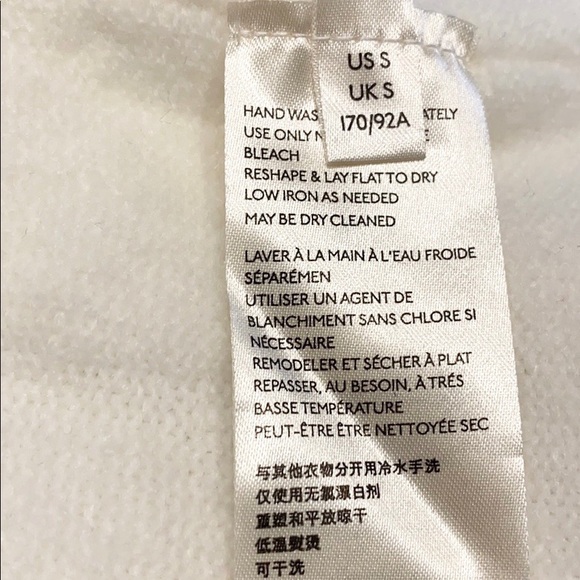 US S
UK S
170/92A
HAND WAS
ATELY
USE ONLY N
E
BLEACH
RESHAPE & LAY FLAT TO DRY
LOW IRON AS NEEDED
MAY BE DRY CLEANED
LAVER À LA MAIN À L'EAU FROIDE
SÉPARÉMEN
UTILISER UN AGENT DE
BLANCHIMENT SANS CHLORE SI
NÉCESSAIRE
REMODELER ET SÉCHER À PLAT
REPASSER, AU BESOIN, À TRÉS
BASSE TEMPÉRATURE
PEUT-ÊTRE ÊTRE NETTOYÉE SEC
与其他衣物分开用冷水手洗
仅使用无氯漂白剂
重塑和平放晾干
低温熨烫
可干洗